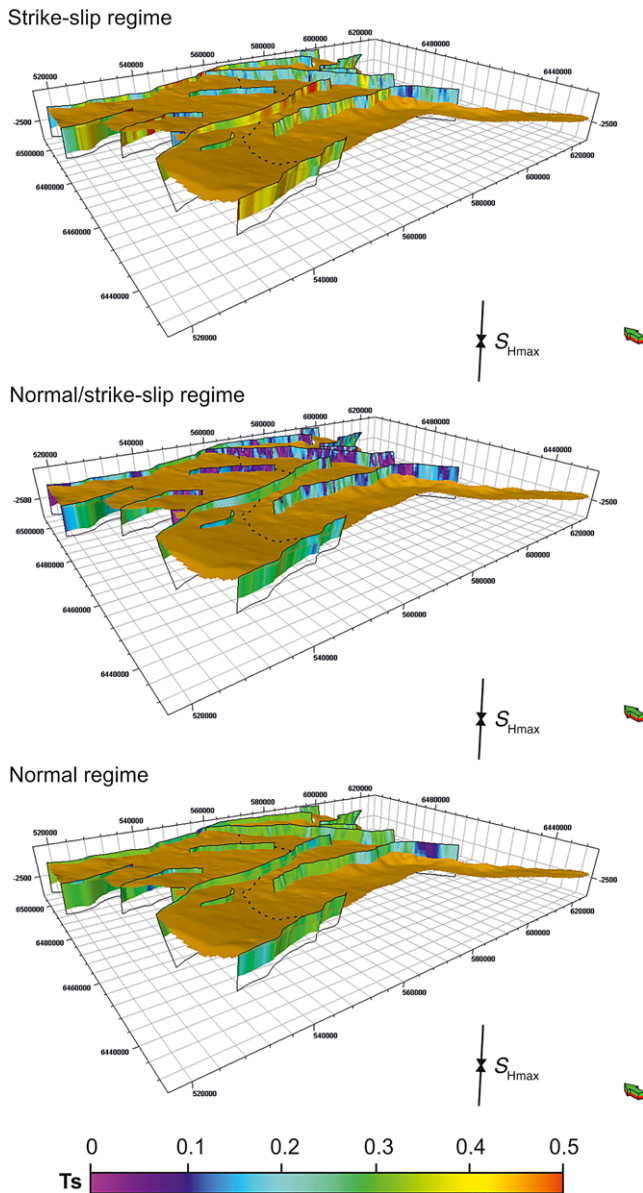 Strike-slip regime
520000 540000 560000 580000 600000 620000 6480000 6440000
-2500 -2500
6500000 6480000 6460000 6440000
620000 600000 580000 560000 540000 520000
SHmax
Normal/strike-slip regime
520000 540000 560000 580000 600000 620000 6480000 6440000
-2500 -2500
6500000 6480000 6460000 6440000
620000 600000 580000 560000 540000 520000
SHmax
Normal regime
520000 540000 560000 580000 600000 620000 6480000 6440000
-2500 -2500
6500000 6480000 6460000 6440000
620000 600000 580000 560000 540000 520000
SHmax
0 0.1 0.2 0.3 0.4 0.5
Ts